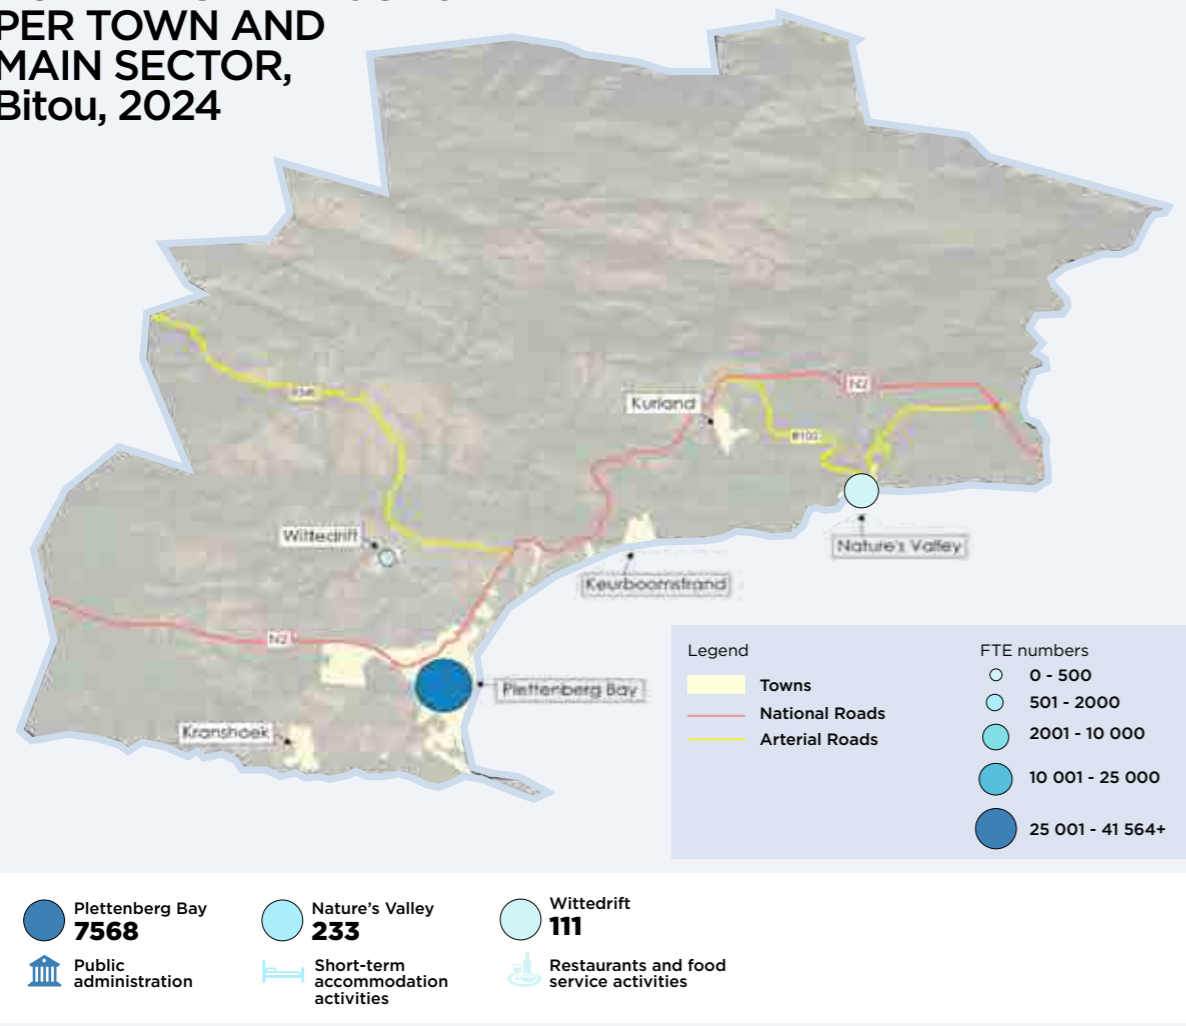 PER TOWN AND
MAIN SECTOR,
Bitou, 2024
Kurland
N2
R102
Wittedrift
Nature's Valley
Keurboomstrand
N2
Plettenberg Bay
Kranshoek
Legend
Towns
National Roads
Arterial Roads
FTE numbers
0 - 500
501 - 2000
2001 - 10 000
10 001 - 25 000
25 001 - 41 564+
Plettenberg Bay
7568
Public
administration
Nature’s Valley
233
Short-term
accommodation
activities
Wittedrift
111
Restaurants and food
service activities